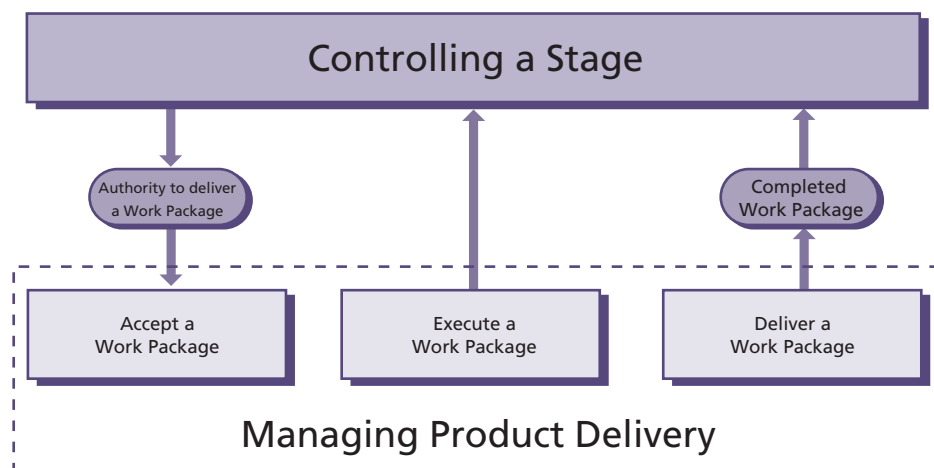 Controlling a Stage
Authority to deliver
a Work Package
Completed
Work Package
Accept a
Work Package
Execute a
Work Package
Deliver a
Work Package
Managing Product Delivery